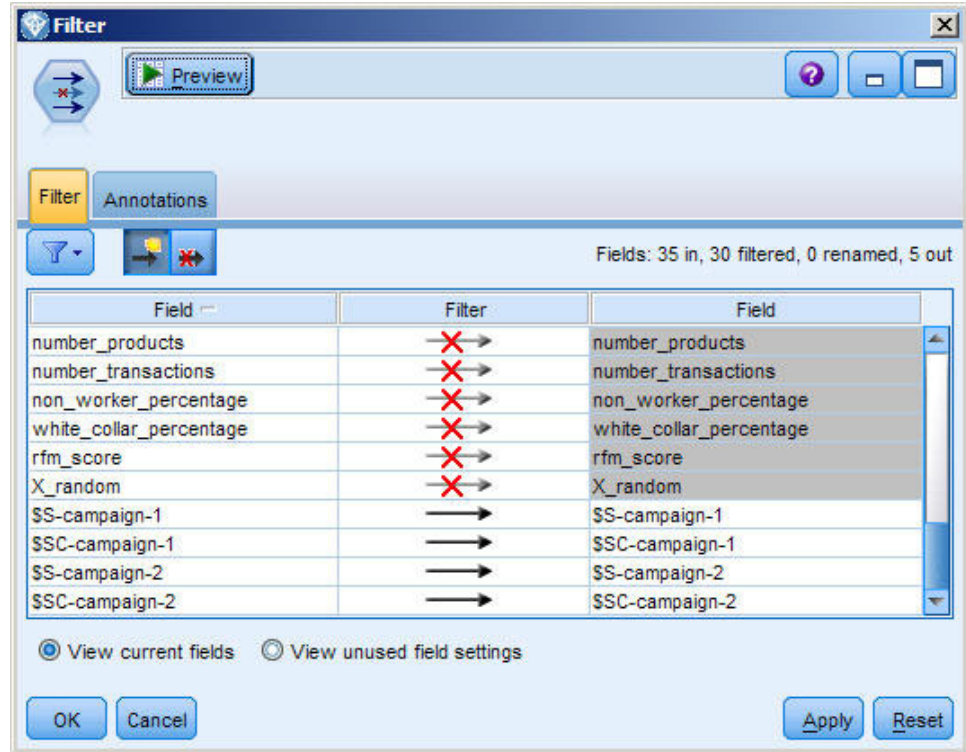 Filter
Preview
Filter Annotations
Fields: 35 in, 30 filtered, 0 renamed, 5 out
Field Filter Field
number_products number_products
number_transactions number_transactions
non_worker_percentage non_worker_percentage
white_collar_percentage white_collar_percentage
rfm_score rfm_score
X_random X_random
$S-campaign-1 $S-campaign-1
$SC-campaign-1 $SC-campaign-1
$S-campaign-2 $S-campaign-2
$SC-campaign-2 $SC-campaign-2
View current fields View unused field settings
OK Cancel Apply Reset